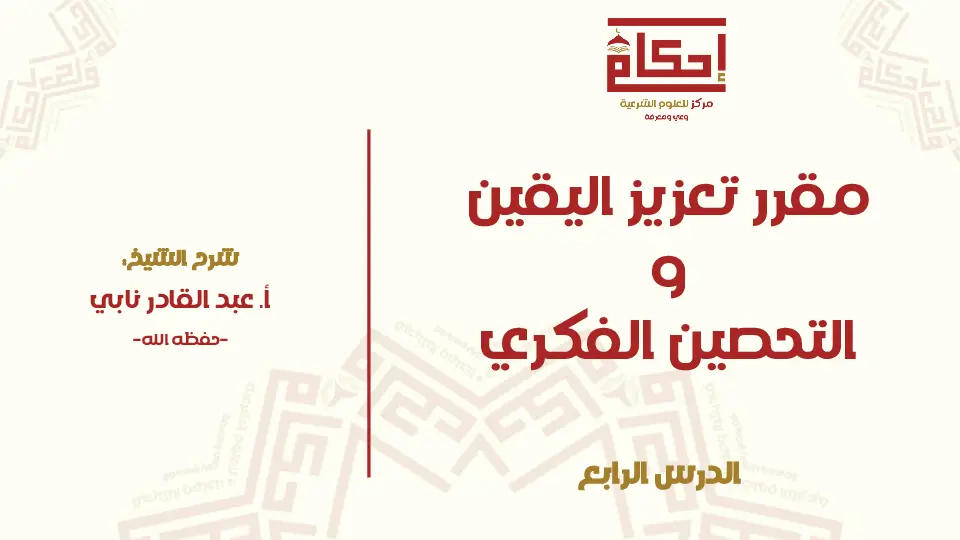 إحكام
مركز للعلوم الشرعية
وعي ومعرفة
مقرر تعزيز اليقين
و
التحصين الفكري
الدرس الرابع
شرح الشيخ:
أ. عبد القادر نابي
-حفظه الله-